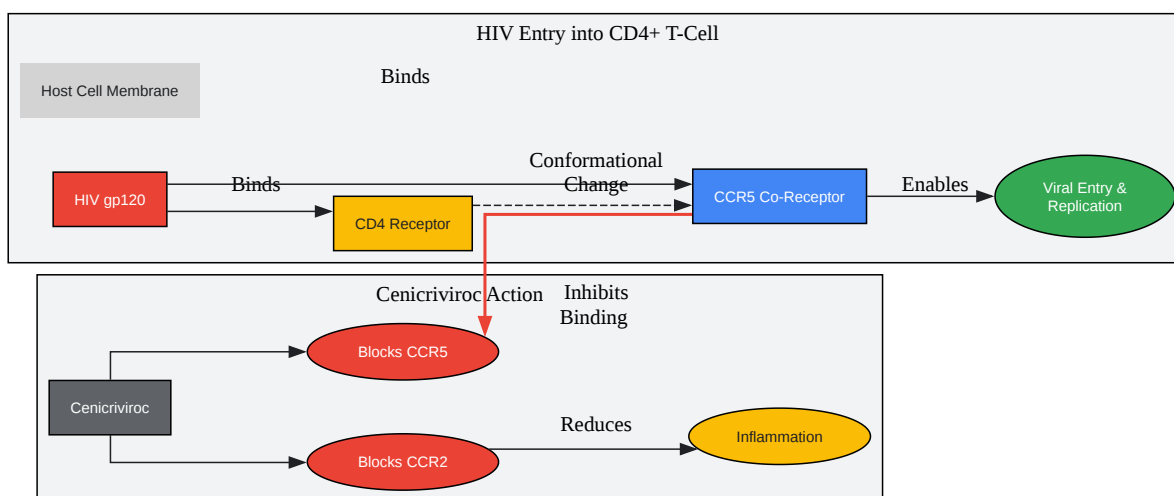 HIV Entry into CD4+ T-Cell
Binds
Host Cell Membrane
Conformational
Change
Binds
HIV gp120
CD4 Receptor
CCR5 Co-Receptor
Enables
Viral Entry &
Replication
Cenicriviroc Action
Inhibits
Binding
Blocks CCR5
Cenicriviroc
Blocks CCR2
Reduces
Inflammation